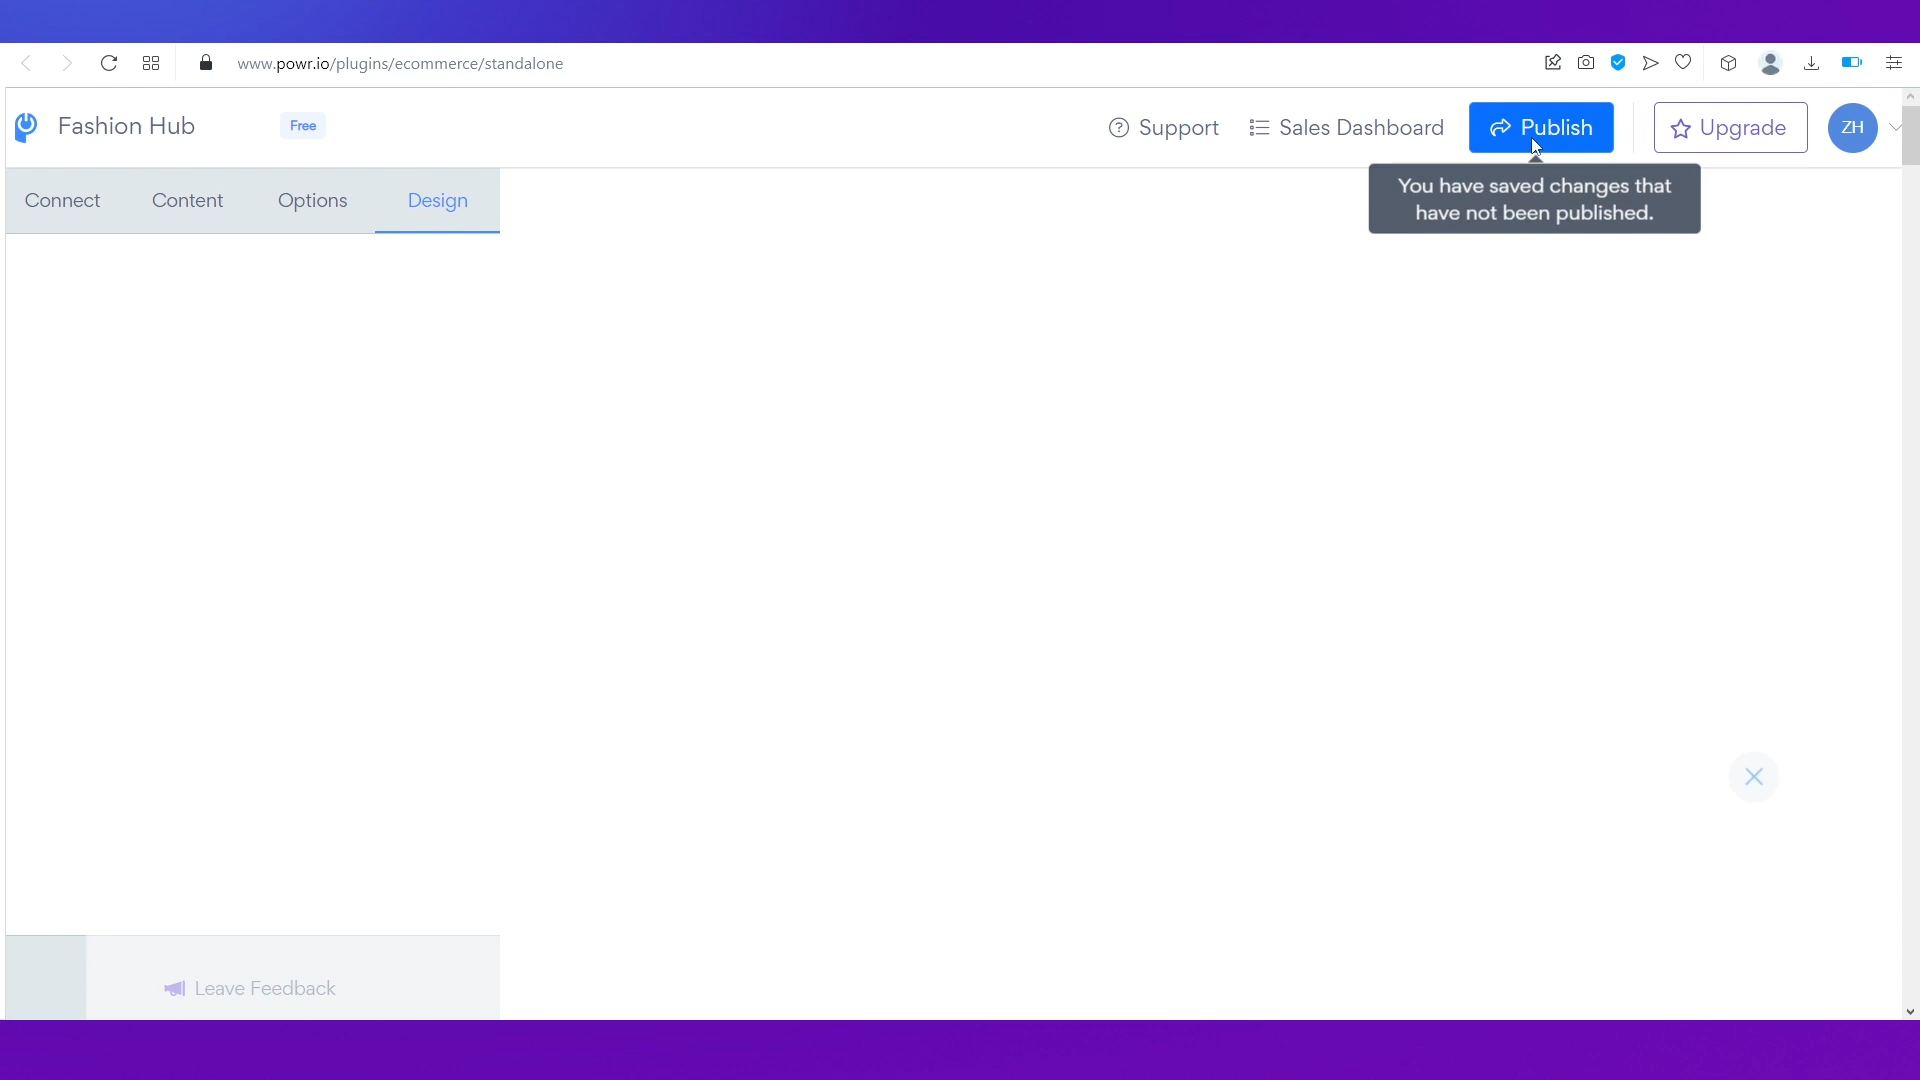 www.powr.io/plugins/ecommerce/standalone
Fashion Hub
Free
Support
Sales Dashboard
Publish
Upgrade
ZH
You have saved changes that
have not been published.
Connect
Content
Options
Design
Leave Feedback